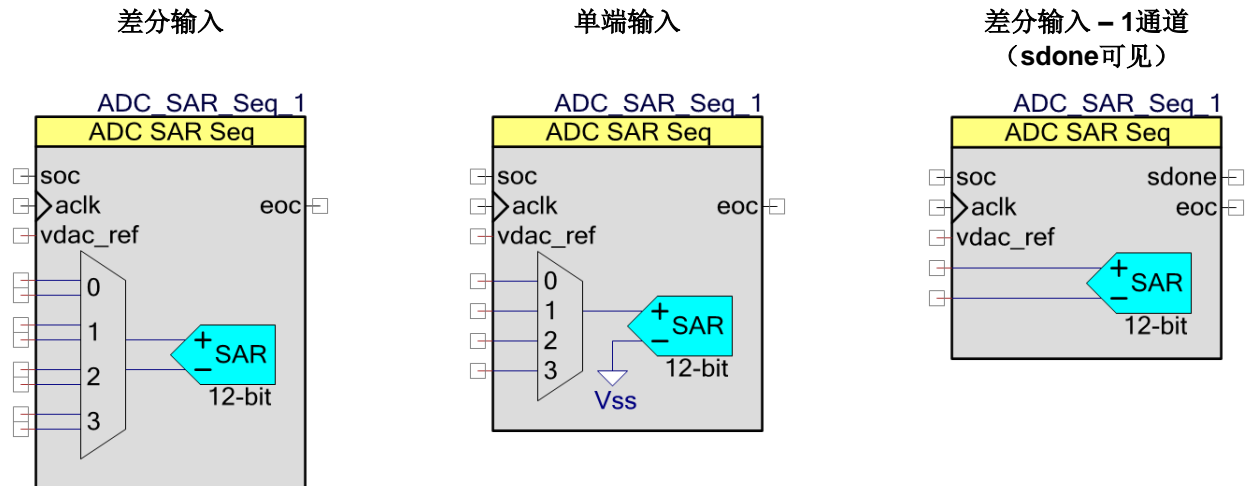 差分输入
ADC_SAR_Seq_1
ADC SAR Seq
soc
aclk
eoc
vdac_ref
0
1
2
3
+
SAR
–
12-bit
单端输入
ADC_SAR_Seq_1
ADC SAR Seq
soc
aclk
eoc
vdac_ref
0
1
2
3
+
SAR
–
12-bit
Vss
差分输入 – 1通道
（sdone可见）
ADC_SAR_Seq_1
ADC SAR Seq
soc
sdone
aclk
eoc
vdac_ref
+
SAR
–
12-bit